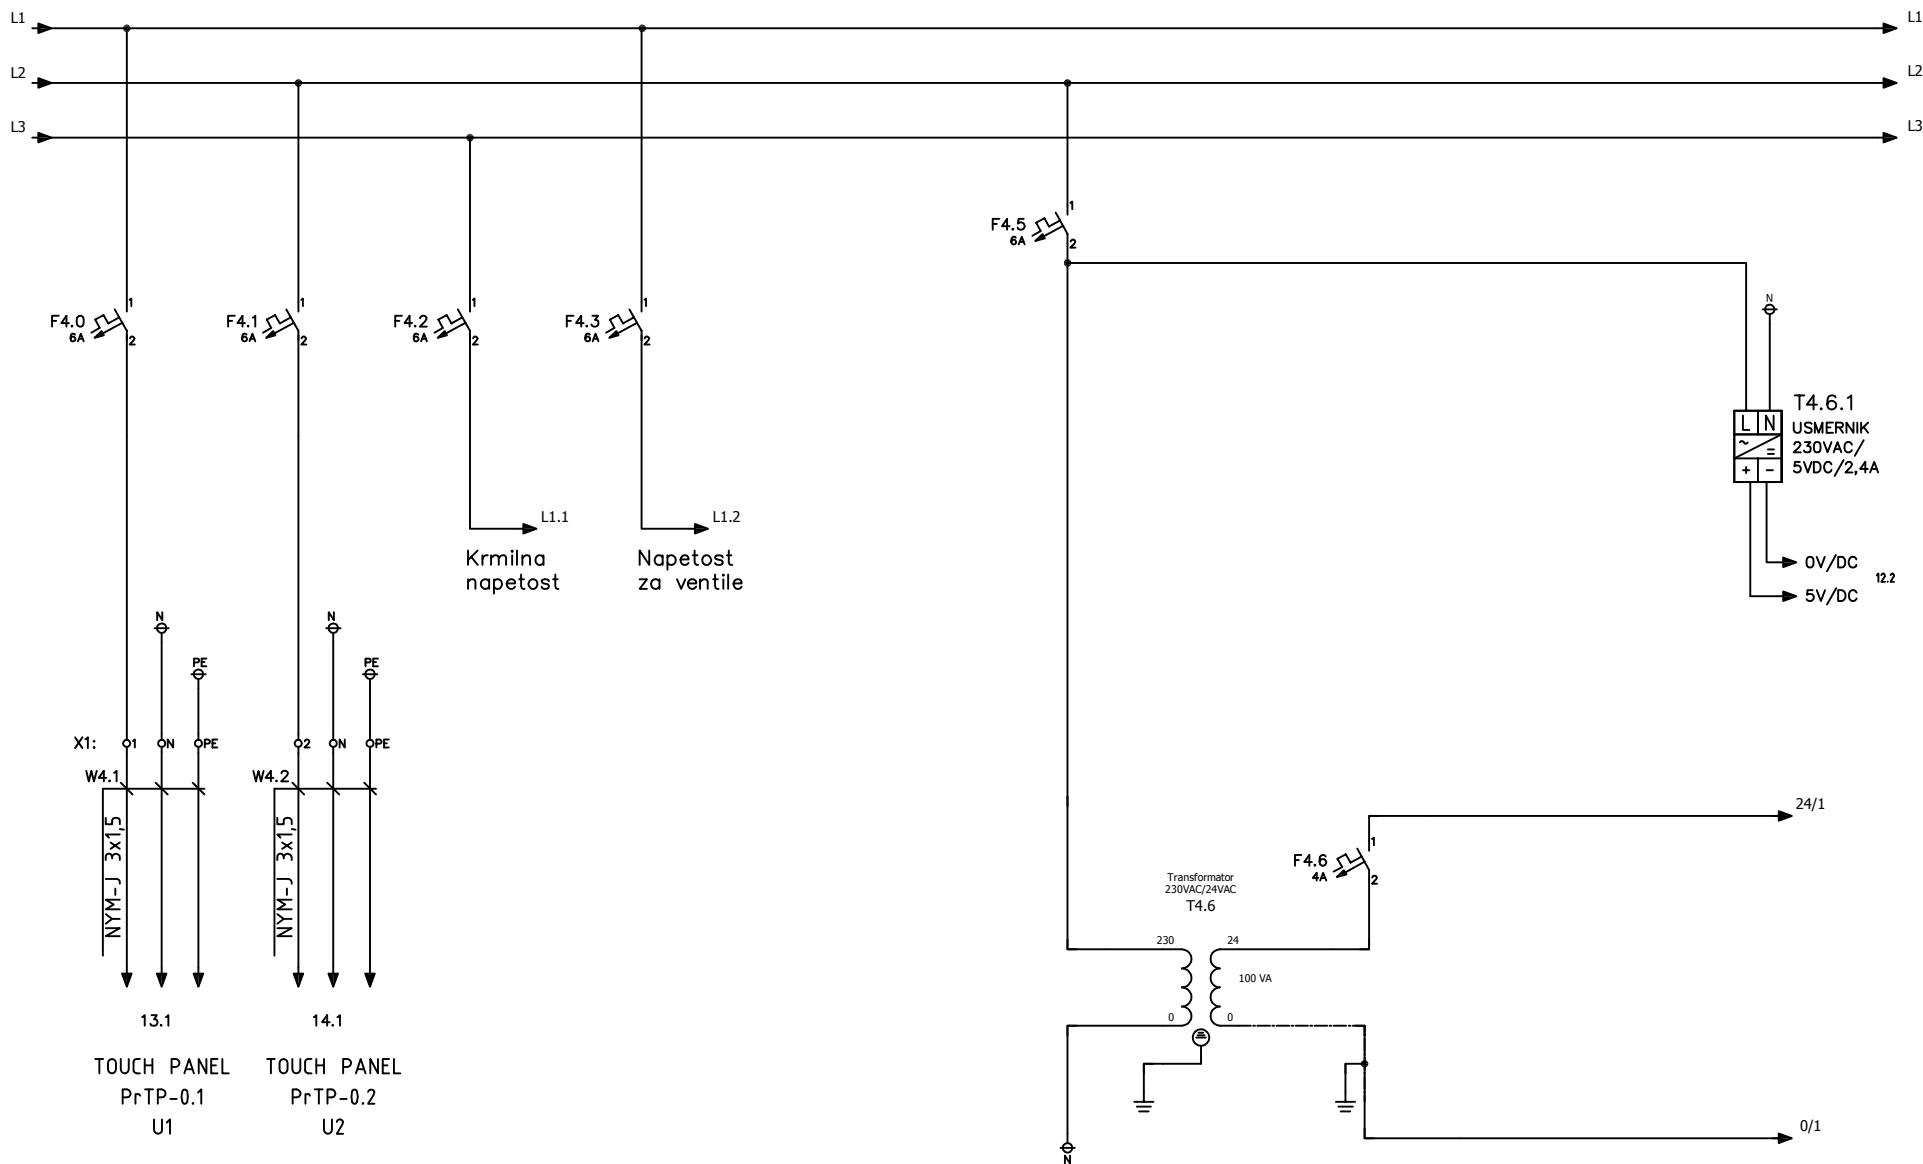 L1
L1
L2
L2
L3
L3
F4.5
6A
1
2
F4.0
6A
1
2
F4.1
6A
1
2
F4.2
6A
1
2
F4.3
6A
1
2
N
T4.6.1
L N
USMERNIK
230VAC/
5VDC/2,4A
~ =
+ -
L1.1
L1.2
Krmilna
napetost
Napetost
za ventile
0V/DC
12.2
5V/DC
N
N
PE
PE
X1:
1
N
PE
2
N
PE
W4.1
W4.2
NYM-J 3x1,5
NYM-J 3x1,5
24/1
F4.6
4A
1
2
Transformator
230VAC/24VAC
T4.6
230
24
100 VA
0
0
13.1
14.1
TOUCH PANEL
PrTP-0.1
U1
TOUCH PANEL
PrTP-0.2
U2
0/1
N